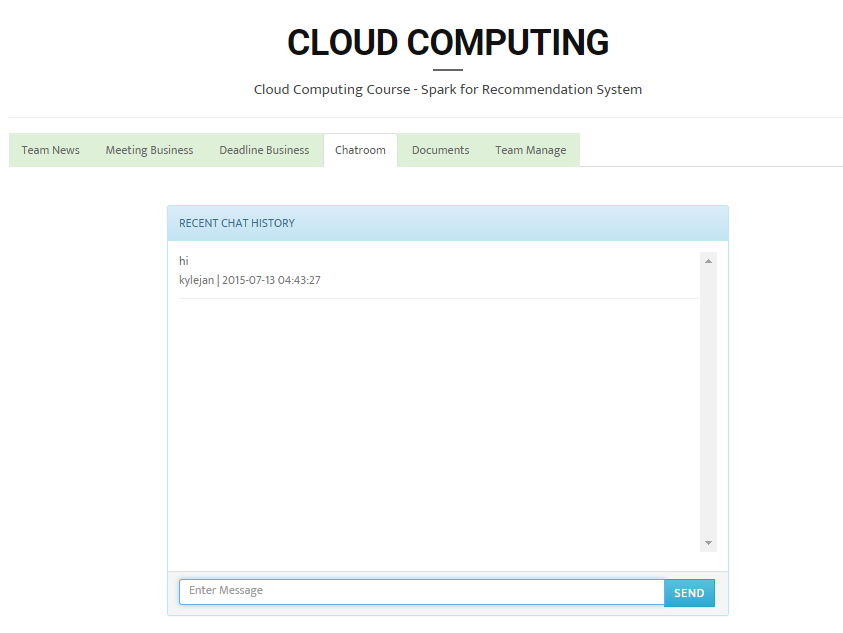 CLOUD COMPUTING
Cloud Computing Course - Spark for Recommendation System
Team News Meeting Business Deadline Business Chatroom Documents Team Manage
RECENT CHAT HISTORY
hi
kylejan | 2015-07-13 04:43:27
Enter Message SEND